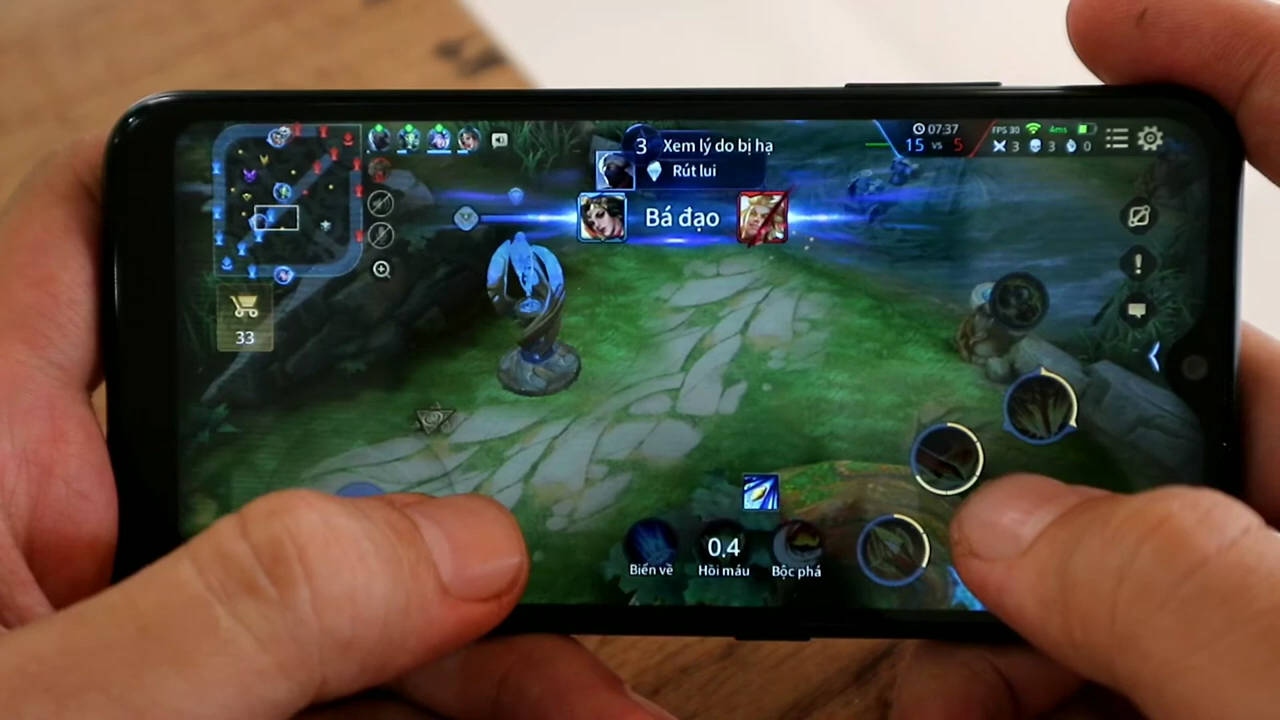 3 Xem lý do bị hạ
Rút lui
07:37
15 vs 5
FPS 30 4ms
3 3 0
Bá đạo
33
0.4
Biến về Hồi máu Bộc phá